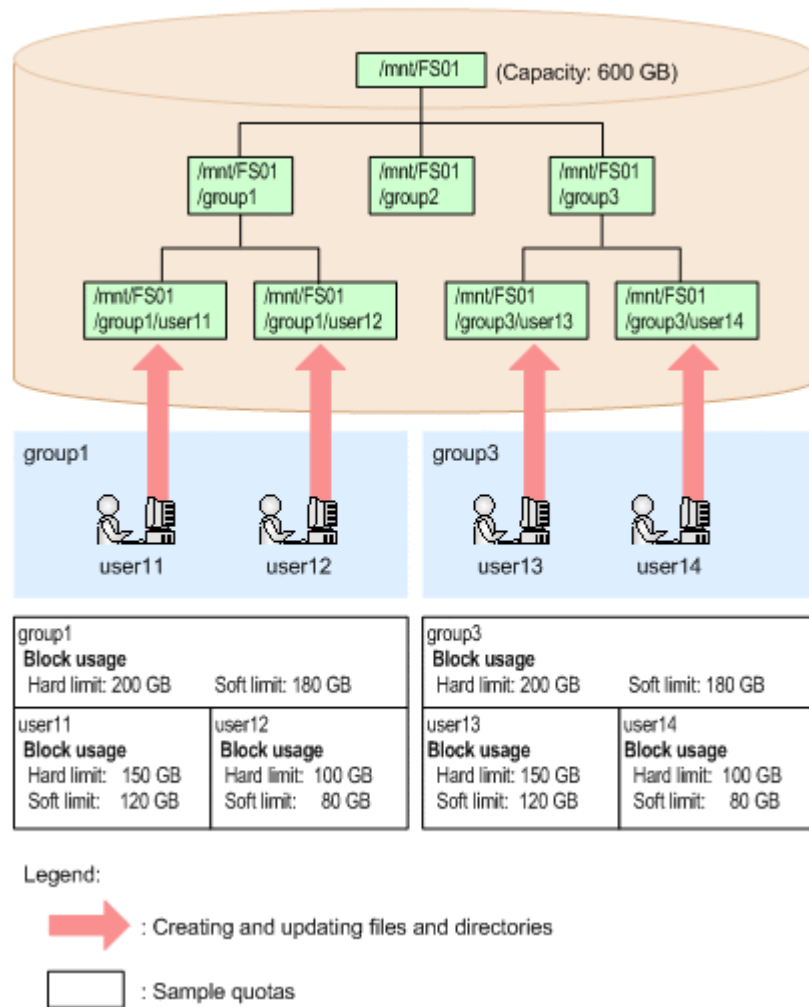 /mnt/FS01
(Capacity: 600 GB)
/mnt/FS01
/group1
/mnt/FS01
/group2
/mnt/FS01
/group3
/mnt/FS01
/group1/user11
/mnt/FS01
/group1/user12
/mnt/FS01
/group3/user13
/mnt/FS01
/group3/user14
group1
user11
user12
group3
user13
user14
group1
Block usage
Hard limit: 200 GB Soft limit: 180 GB
user11
Block usage
Hard limit: 150 GB
Soft limit: 120 GB
user12
Block usage
Hard limit: 100 GB
Soft limit: 80 GB
group3
Block usage
Hard limit: 200 GB Soft limit: 180 GB
user13
Block usage
Hard limit: 150 GB
Soft limit: 120 GB
user14
Block usage
Hard limit: 100 GB
Soft limit: 80 GB
Legend:
: Creating and updating files and directories
: Sample quotas